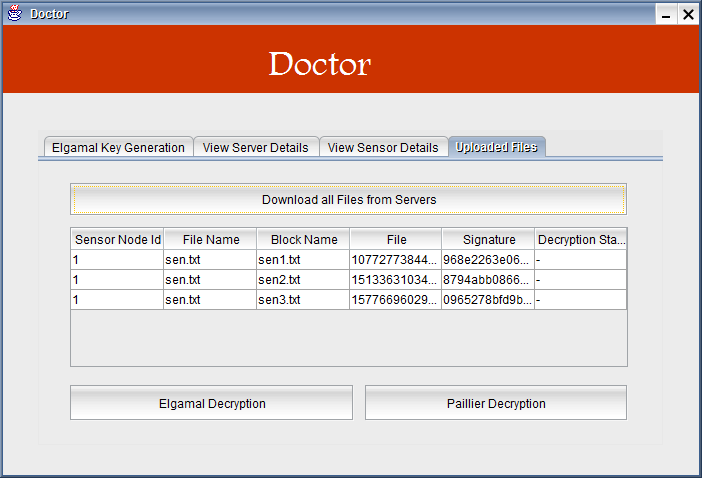 Doctor
Doctor
Elgamal Key Generation View Server Details View Sensor Details Uploaded Files
Download all Files from Servers
Sensor Node Id File Name Block Name File Signature Decryption Sta...
1 sen.txt sen1.txt 10772773844... 968e2263e06... -
1 sen.txt sen2.txt 15133631034... 8794abb0866... -
1 sen.txt sen3.txt 15776696029... 0965278bfd9b... -
Elgamal Decryption Paillier Decryption